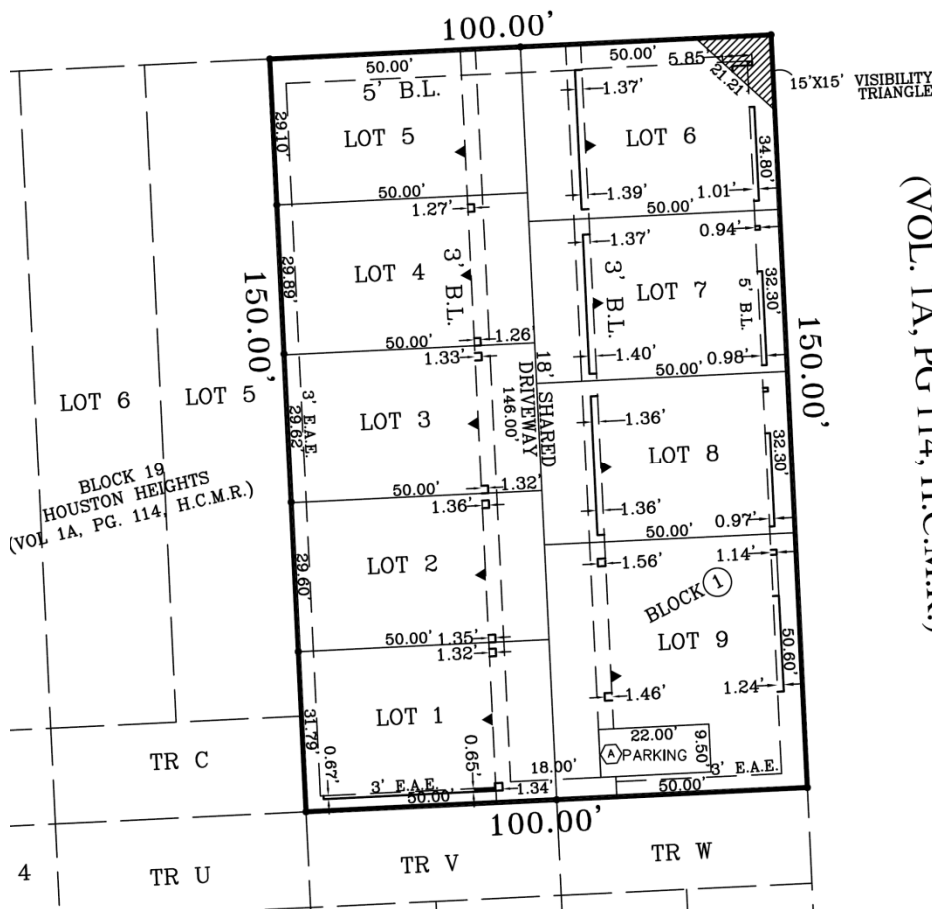 100.00'
50.00'
50.00'
5.85'
21.21
15'X15' VISIBILITY
TRIANGLE
5' B.L.
29.10'
LOT 5
1.37'
LOT 6
34.80'
50.00'
1.39'
1.01'
50.00'
1.27'
0.94'
1.37'
29.89'
LOT 4
3' B.L.
3' B.L.
LOT 7
5' B.L.
32.30'
150.00'
50.00'
1.26'
1.33'
1.40'
0.98'
50.00'
150.00'
(VOL. 1A, PG 114, H.C.M.R.)
LOT 6
LOT 5
18' SHARED
DRIVEWAY
146.00'
3' E.A.E.
29.62'
LOT 3
1.36'
LOT 8
32.30'
BLOCK 19
HOUSTON HEIGHTS
(VOL 1A, PG. 114, H.C.M.R.)
50.00'
1.32'
1.36'
1.36'
0.97'
50.00'
29.60'
LOT 2
1.56'
1.14'
BLOCK 1
50.00'
1.35'
1.32'
LOT 9
50.60'
31.79'
LOT 1
1.46'
1.24'
TR C
0.67'
0.65'
22.00'
9.50'
A PARKING
18.00'
3' E.A.E.
3' E.A.E.
50.00'
1.34'
50.00'
100.00'
4
TR U
TR V
TR W